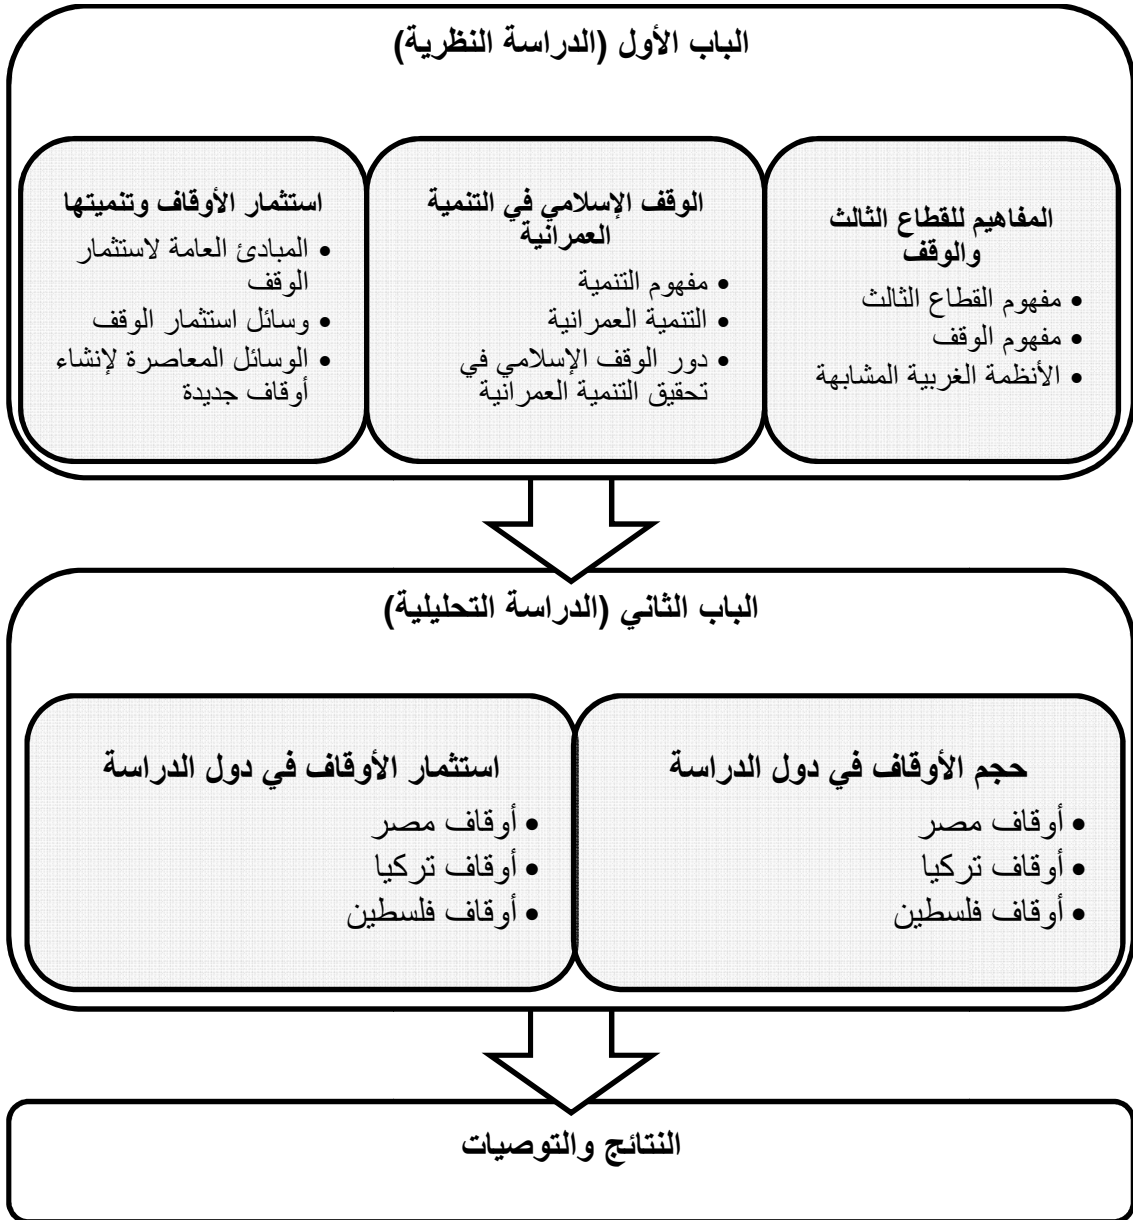 الباب الأول (الدراسة النظرية)
المفاهيم للقطاع الثالث
والوقف
• مفهوم القطاع الثالث
• مفهوم الوقف
• الأنظمة الغربية المشابهة
الوقف الإسلامي في التنمية
العمرانية
• مفهوم التنمية
• التنمية العمرانية
• دور الوقف الإسلامي في
تحقيق التنمية العمرانية
استثمار الأوقاف وتنميتها
• المبادئ العامة لاستثمار
الوقف
• وسائل استثمار الوقف
• الوسائل المعاصرة لإنشاء
أوقاف جديدة
الباب الثاني (الدراسة التحليلية)
حجم الأوقاف في دول الدراسة
• أوقاف مصر
• أوقاف تركيا
• أوقاف فلسطين
استثمار الأوقاف في دول الدراسة
• أوقاف مصر
• أوقاف تركيا
• أوقاف فلسطين
النتائج والتوصيات